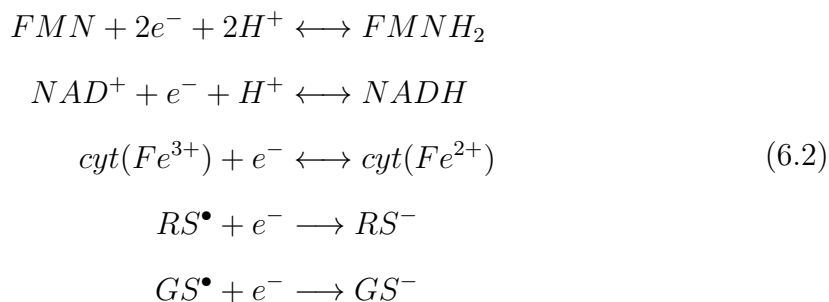 FMN + 2e⁻ + 2H⁺ ⟷ FMNH₂
NAD⁺ + e⁻ + H⁺ ⟷ NADH
cyt(Fe³⁺) + e⁻ ⟷ cyt(Fe²⁺) (6.2)
RS• + e⁻ ⟶ RS⁻
GS• + e⁻ ⟶ GS⁻